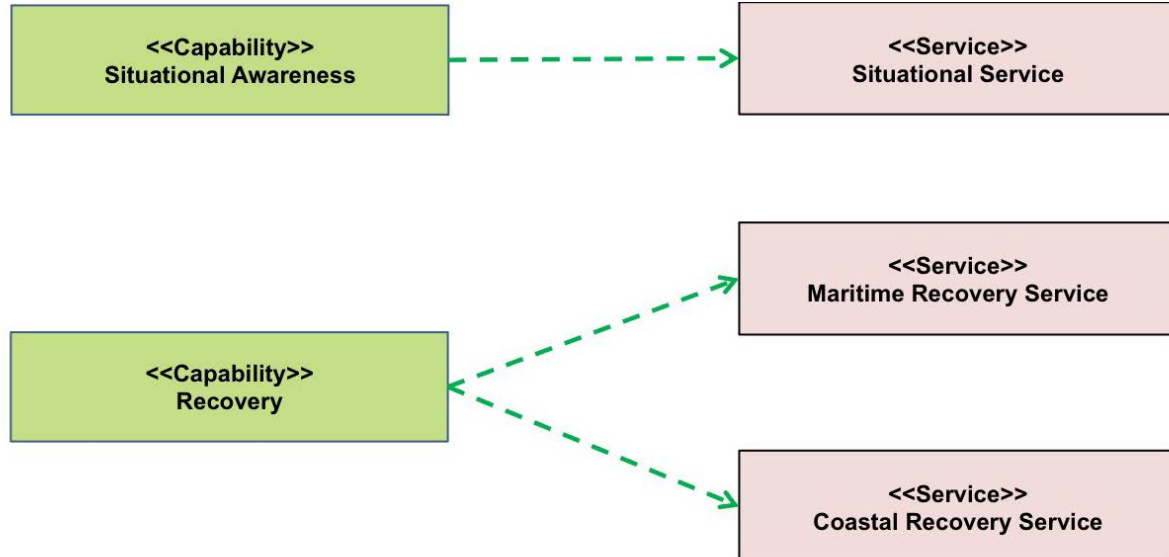 <<Capability>>
Situational Awareness
<<Service>>
Situational Service
<<Service>>
Maritime Recovery Service
<<Capability>>
Recovery
<<Service>>
Coastal Recovery Service